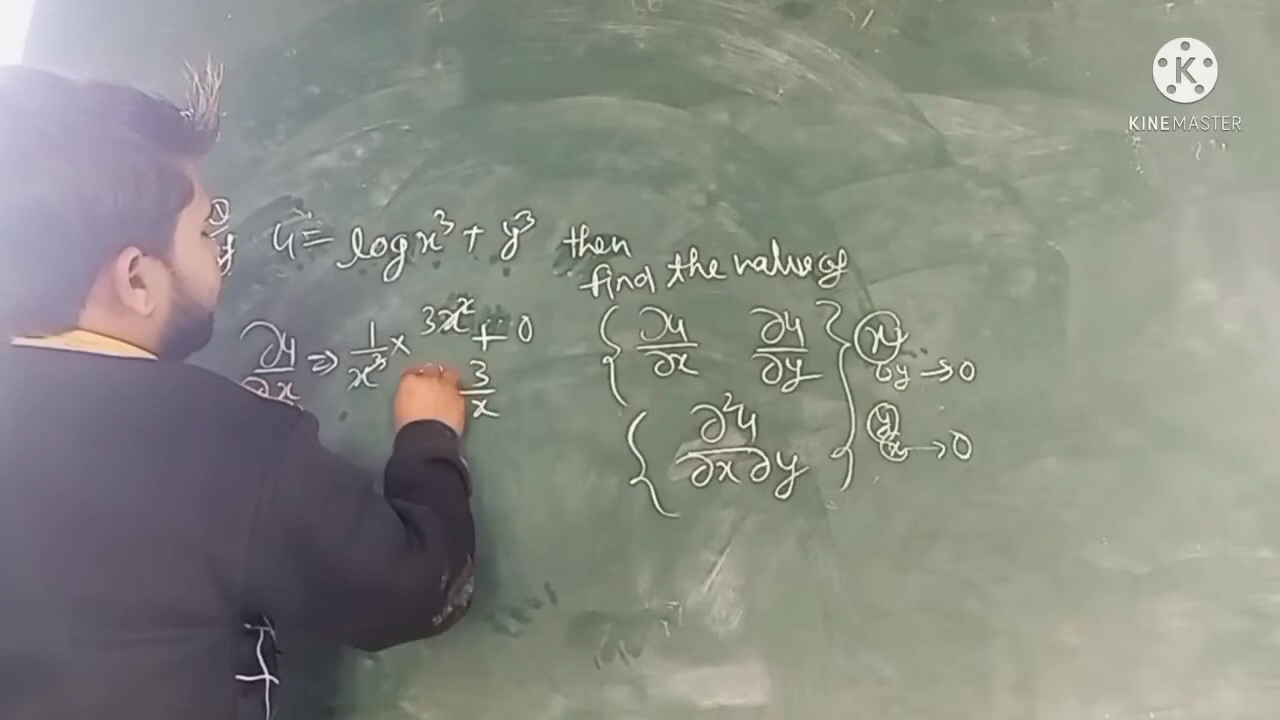 KINEMASTER
u = log x³ + y³ then
find the value of
∂u/∂x ⇒ 1/x³ × 3x² + 0
3/x
{ ∂u/∂x ∂u/∂y } x
y → 0
{ ∂²u/∂x∂y } y
x → 0